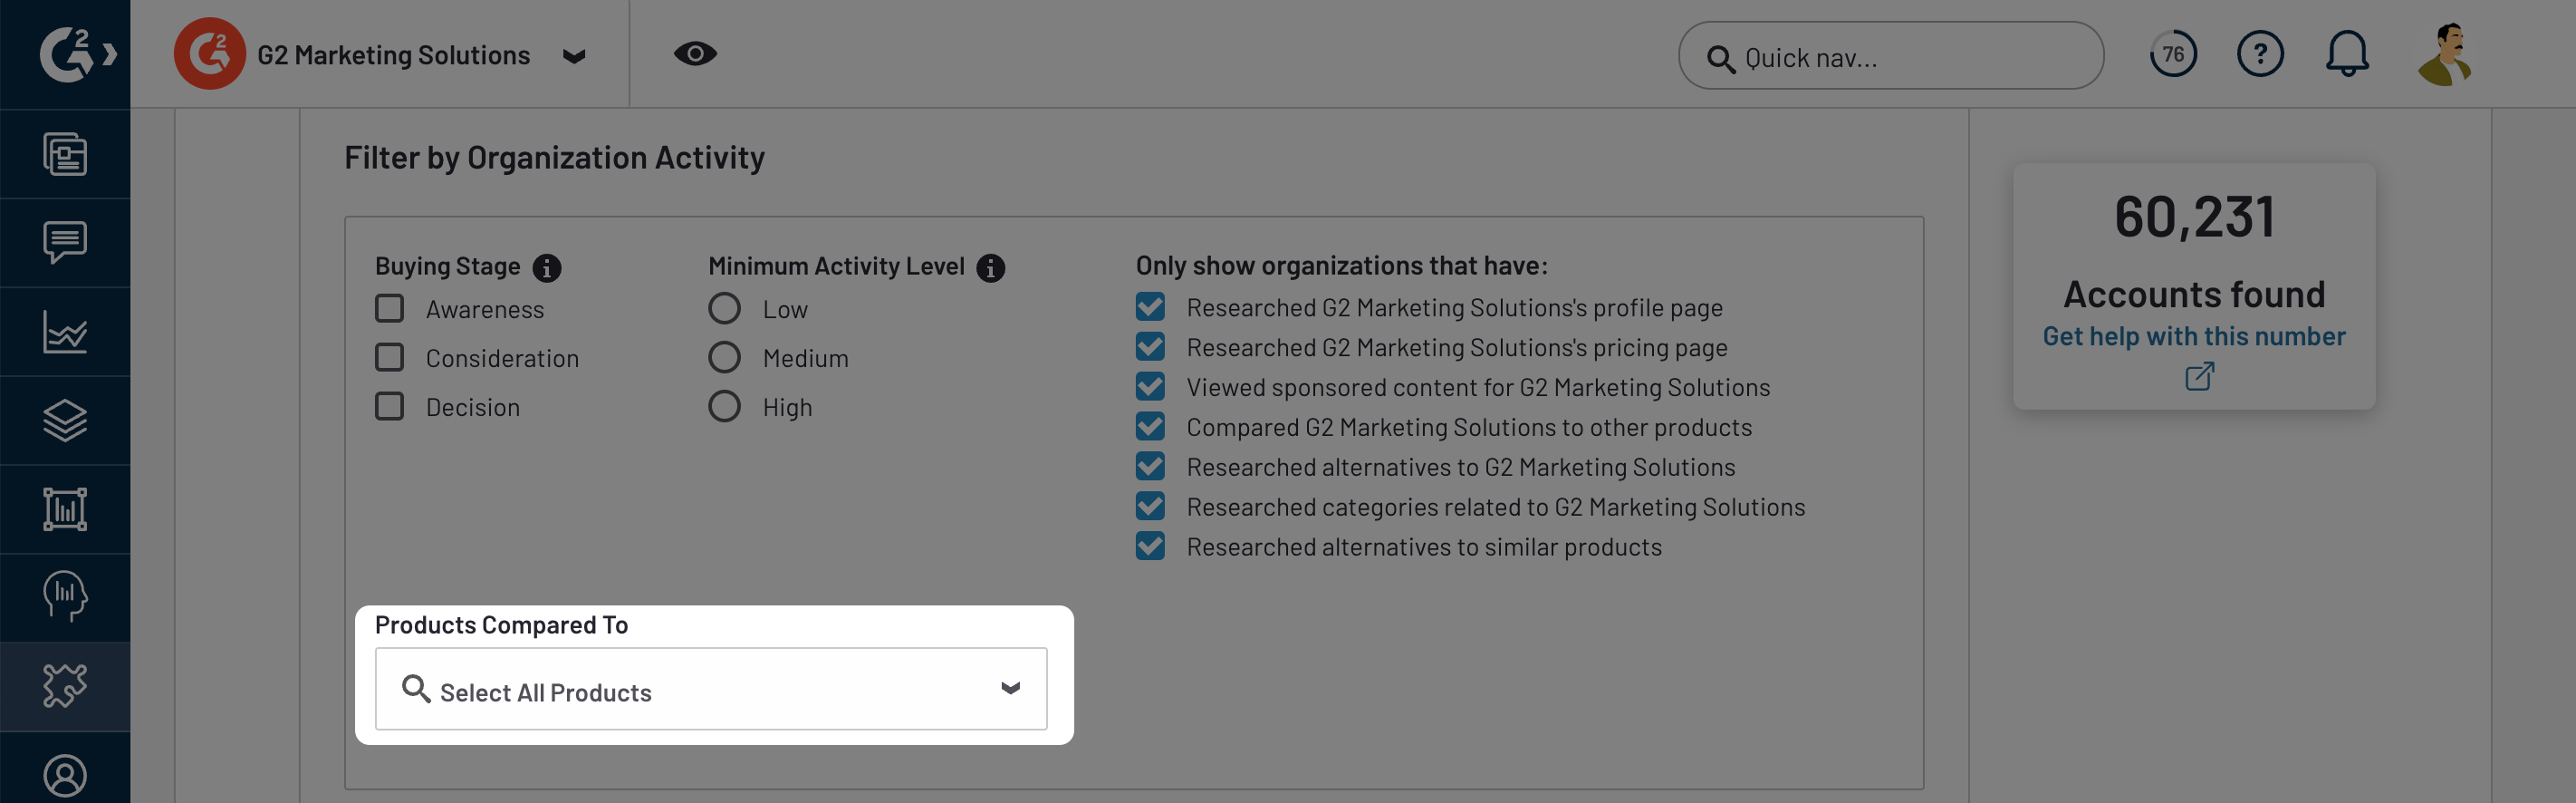 G2 Marketing Solutions
Quick nav...
76
?
Filter by Organization Activity
Buying Stage
Awareness
Consideration
Decision
Minimum Activity Level
Low
Medium
High
Only show organizations that have:
Researched G2 Marketing Solutions's profile page
Researched G2 Marketing Solutions's pricing page
Viewed sponsored content for G2 Marketing Solutions
Compared G2 Marketing Solutions to other products
Researched alternatives to G2 Marketing Solutions
Researched categories related to G2 Marketing Solutions
Researched alternatives to similar products
Products Compared To
Select All Products
60,231
Accounts found
Get help with this number